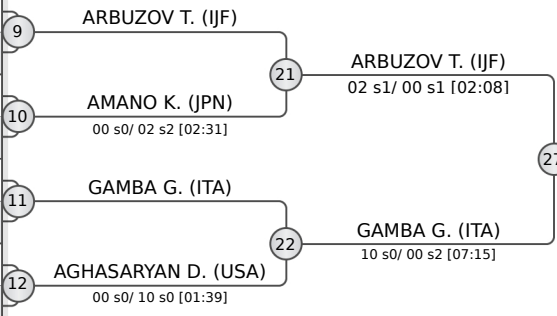 ARBUZOV T. (IJF)
9
21
ARBUZOV T. (IJF)
02 s1/ 00 s1 [02:08]
10
AMANO K. (JPN)
00 s0/ 02 s2 [02:31]
27
11
GAMBA G. (ITA)
22
GAMBA G. (ITA)
10 s0/ 00 s2 [07:15]
12
AGHASARYAN D. (USA)
00 s0/ 10 s0 [01:39]